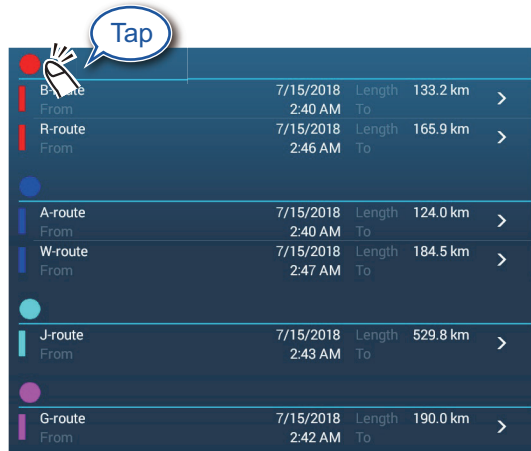 Tap
B-route 7/15/2018 Length 133.2 km
From 2:40 AM To
R-route 7/15/2018 Length 165.9 km
From 2:46 AM To
A-route 7/15/2018 Length 124.0 km
From 2:40 AM To
W-route 7/15/2018 Length 184.5 km
From 2:47 AM To
J-route 7/15/2018 Length 529.8 km
From 2:43 AM To
G-route 7/15/2018 Length 190.0 km
From 2:42 AM To